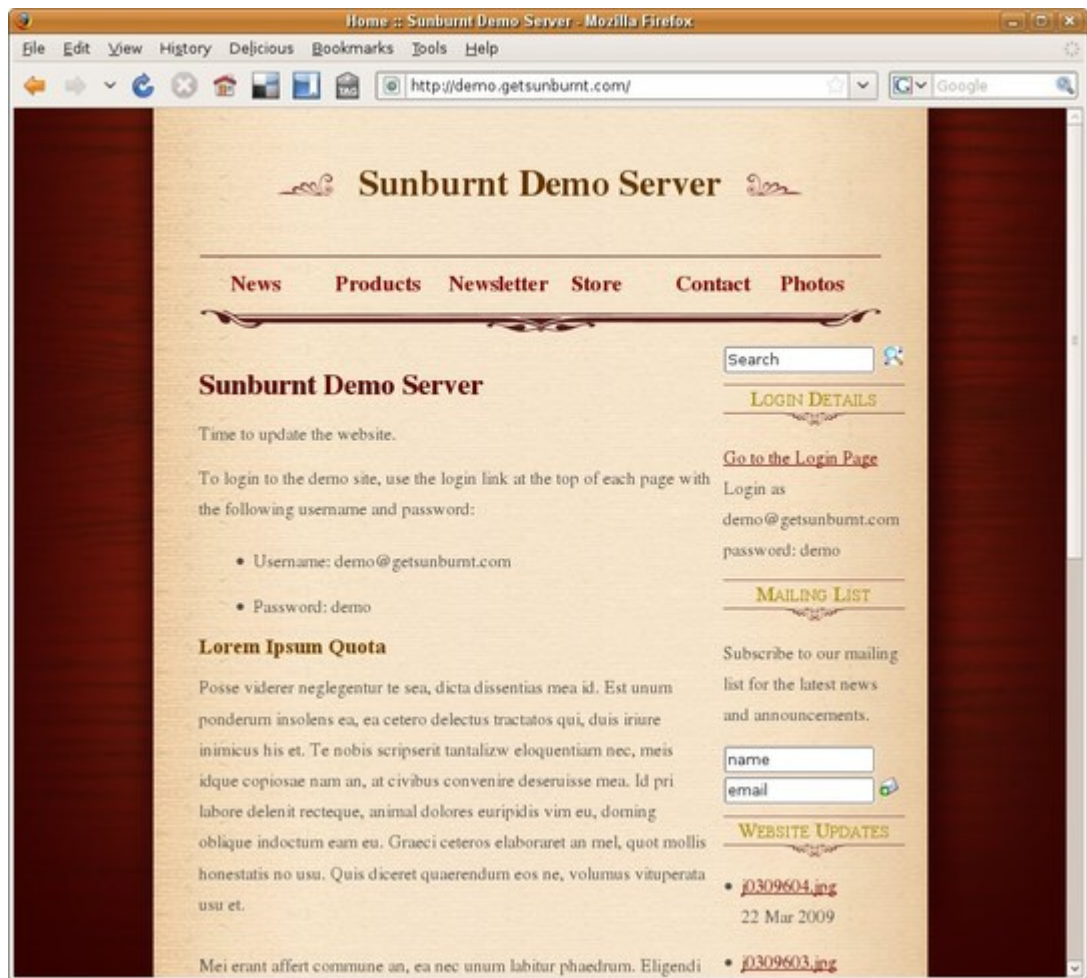 Home :: Sunburnt Demo Server - Mozilla Firefox
File Edit View History Delicious Bookmarks Tools Help
TAG http://demo.getsunburnt.com/ G Google
Sunburnt Demo Server
News Products Newsletter Store Contact Photos
Sunburnt Demo Server
Time to update the website.
To login to the demo site, use the login link at the top of each page with
the following username and password:
• Username: demo@getsunburnt.com
• Password: demo
Lorem Ipsum Quota
Posse viderer neglegentur te sea, dicta dissentias mea id. Est unum
ponderum insolens ea, ea cetero delectus tractatos qui, duis iriure
inimicus his et. Te nobis scripserit tantalizw eloquentiam nec, meis
idque copiosae nam an, at civibus convenire deseruisse mea. Id pri
labore delenit recteque, animal dolores euripidis vim eu, doming
oblique indoctum eam eu. Graeci ceteros elaboraret an mel, quot mollis
honestatis no usu. Quis diceret quaerendum eos ne, volumus vituperata
usu et.
Mei erant affert commune an, ea nec unum labitur phaedrum. Eligendi
Search
LOGIN DETAILS
Go to the Login Page
Login as
demo@getsunburnt.com
password: demo
MAILING LIST
Subscribe to our mailing
list for the latest news
and announcements.
name
email
WEBSITE UPDATES
• j0309604.jpg
22 Mar 2009
• j0309603.jpg